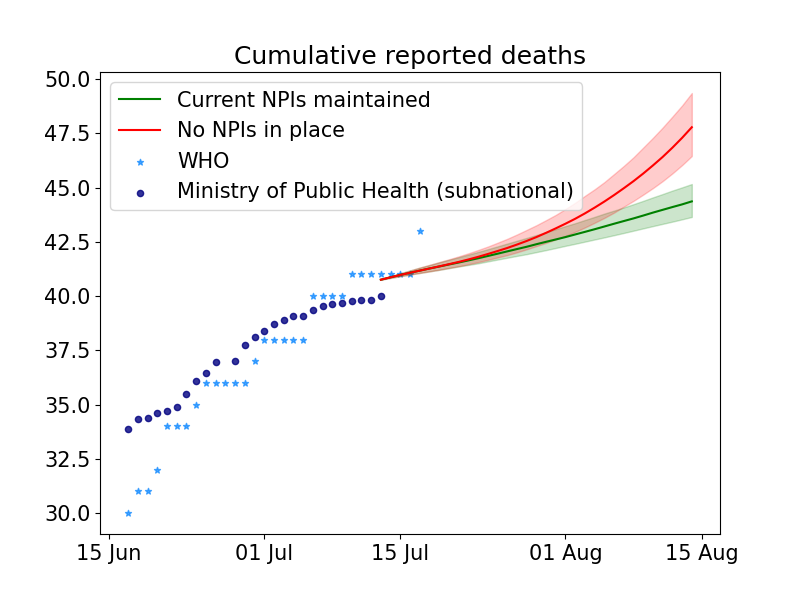 Cumulative reported deaths
50.0
47.5
45.0
42.5
40.0
37.5
35.0
32.5
30.0
Current NPIs maintained
No NPIs in place
WHO
Ministry of Public Health (subnational)
15 Jun
01 Jul
15 Jul
01 Aug
15 Aug